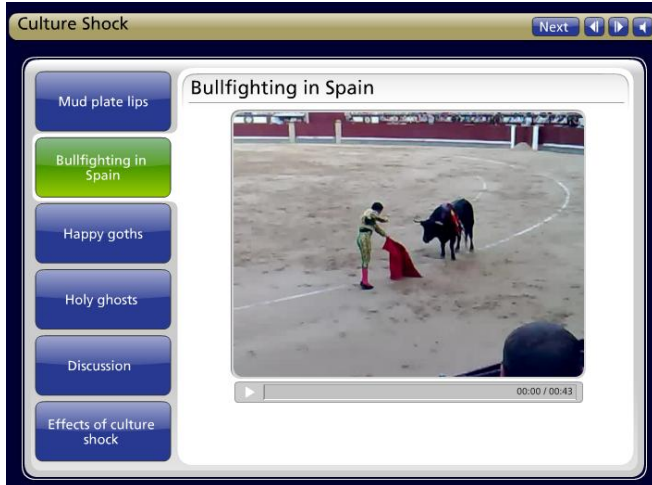 Culture Shock
Next
Mud plate lips
Bullfighting in
Spain
Happy goths
Holy ghosts
Discussion
Effects of culture
shock
Bullfighting in Spain
00:00 / 00:43